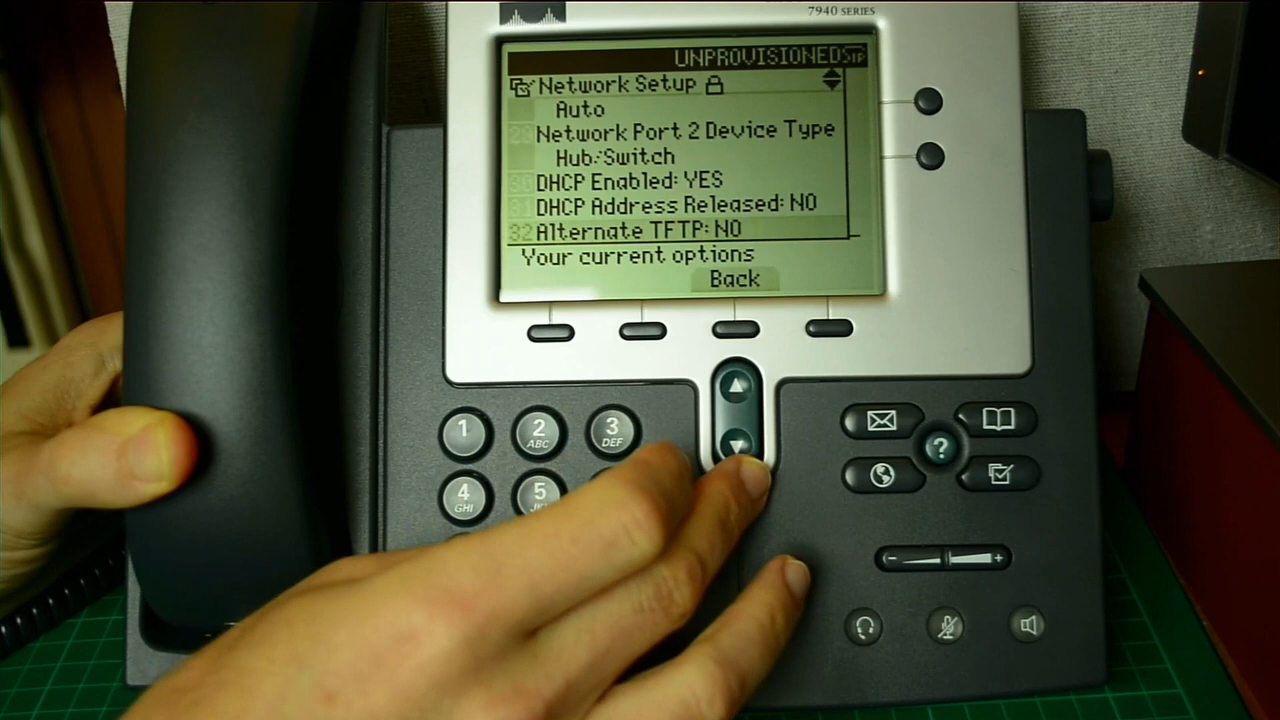 7940 SERIES
UNPROVISIONED
Network Setup
Auto
Network Port 2 Device Type
Hub/Switch
DHCP Enabled: YES
DHCP Address Released: NO
32 Alternate TFTP: NO
Your current options
Back
1
2 ABC
3 DEF
4 GHI
5
?
- +